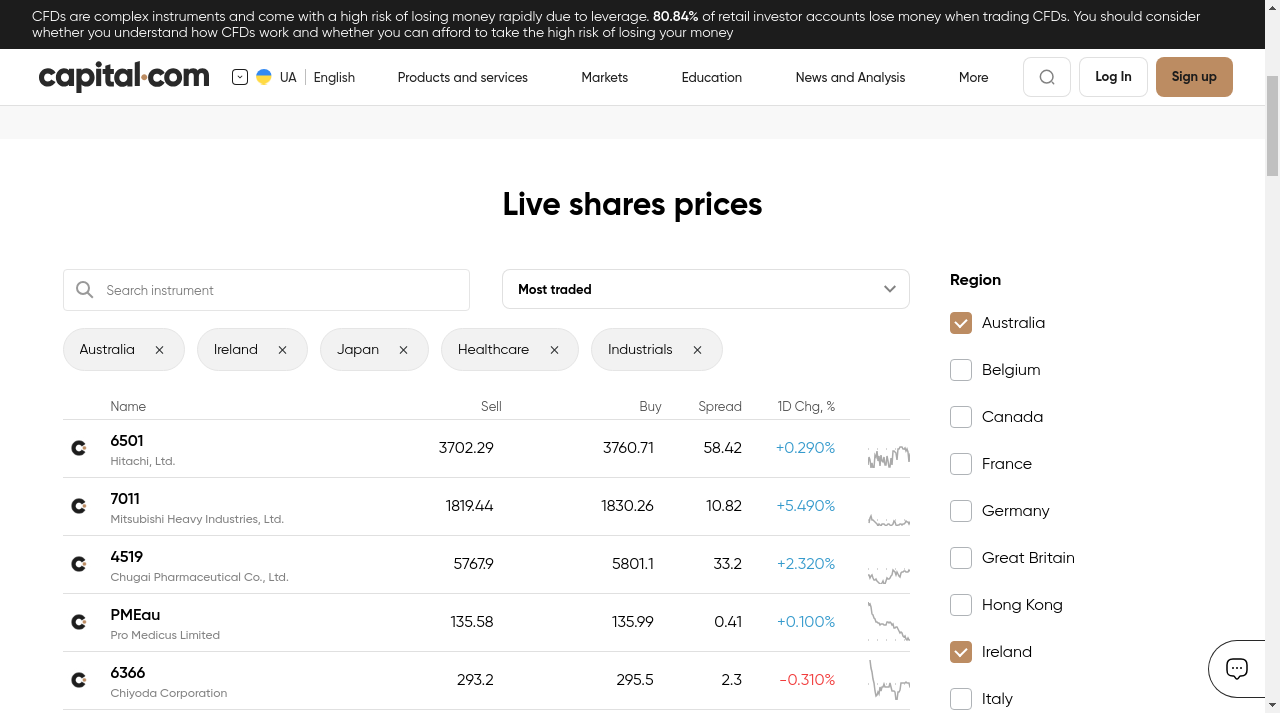 CFDs are complex instruments and come with a high risk of losing money rapidly due to leverage. 80.84% of retail investor accounts lose money when trading CFDs. You should consider
whether you understand how CFDs work and whether you can afford to take the high risk of losing your money
capital.com UA English Products and services Markets Education News and Analysis More Log In Sign up
Live shares prices
Search instrument Most traded
Australia Ireland Japan Healthcare Industrials
Name Sell Buy Spread 1D Chg, %
6501 3702.29 3760.71 58.42 +0.290%
Hitachi, Ltd.
7011 1819.44 1830.26 10.82 +5.490%
Mitsubishi Heavy Industries, Ltd.
4519 5767.9 5801.1 33.2 +2.320%
Chugai Pharmaceutical Co., Ltd.
PMEau 135.58 135.99 0.41 +0.100%
Pro Medicus Limited
6366 293.2 295.5 2.3 -0.310%
Chiyoda Corporation
Region
Australia
Belgium
Canada
France
Germany
Great Britain
Hong Kong
Ireland
Italy